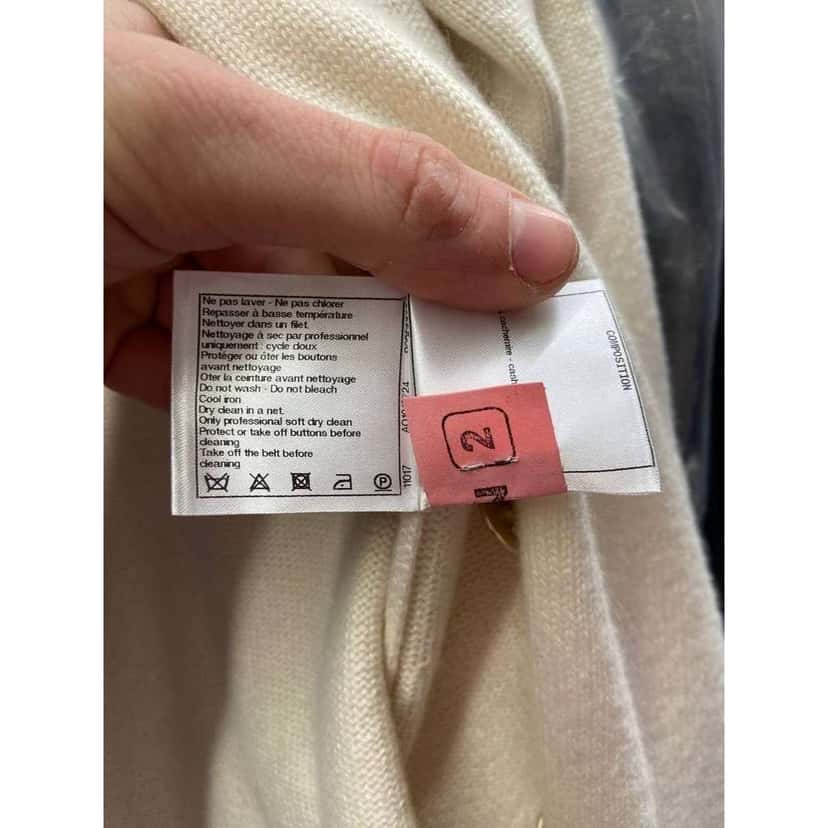 Ne pas laver - Ne pas chlorer
Repasser à basse température
Nettoyer dans un filet.
Nettoyage à sec par professionnel
uniquement : cycle doux
Protéger ou ôter les boutons
avant nettoyage
Oter la ceinture avant nettoyage
Do not wash - Do not bleach
Cool iron
Dry clean in a net.
Only professional soft dry clean
Protect or take off buttons before
cleaning
Take off the belt before
cleaning
P
11017
2
cachemire - cash
COMPOSITION